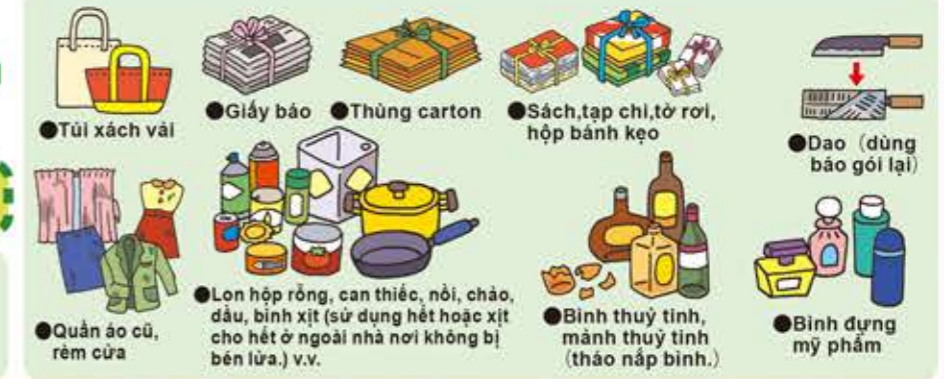 ●Túi xách vải
●Giấy báo
●Thùng carton
●Sách,tạp chi,tờ rơi,
hộp bánh kẹo
●Dao (dùng
báo gói lại)
●Quần áo cũ,
rèm cửa
●Lon hộp rỗng, can thiếc, nồi, chảo,
dầu, bình xịt (sử dụng hết hoặc xịt
cho hết ở ngoài nhà nơi không bị
bén lửa.) v.v.
●Bình thuỷ tinh,
mảnh thuỷ tinh
(tháo nắp bình.)
●Bình đựng
mỹ phẩm